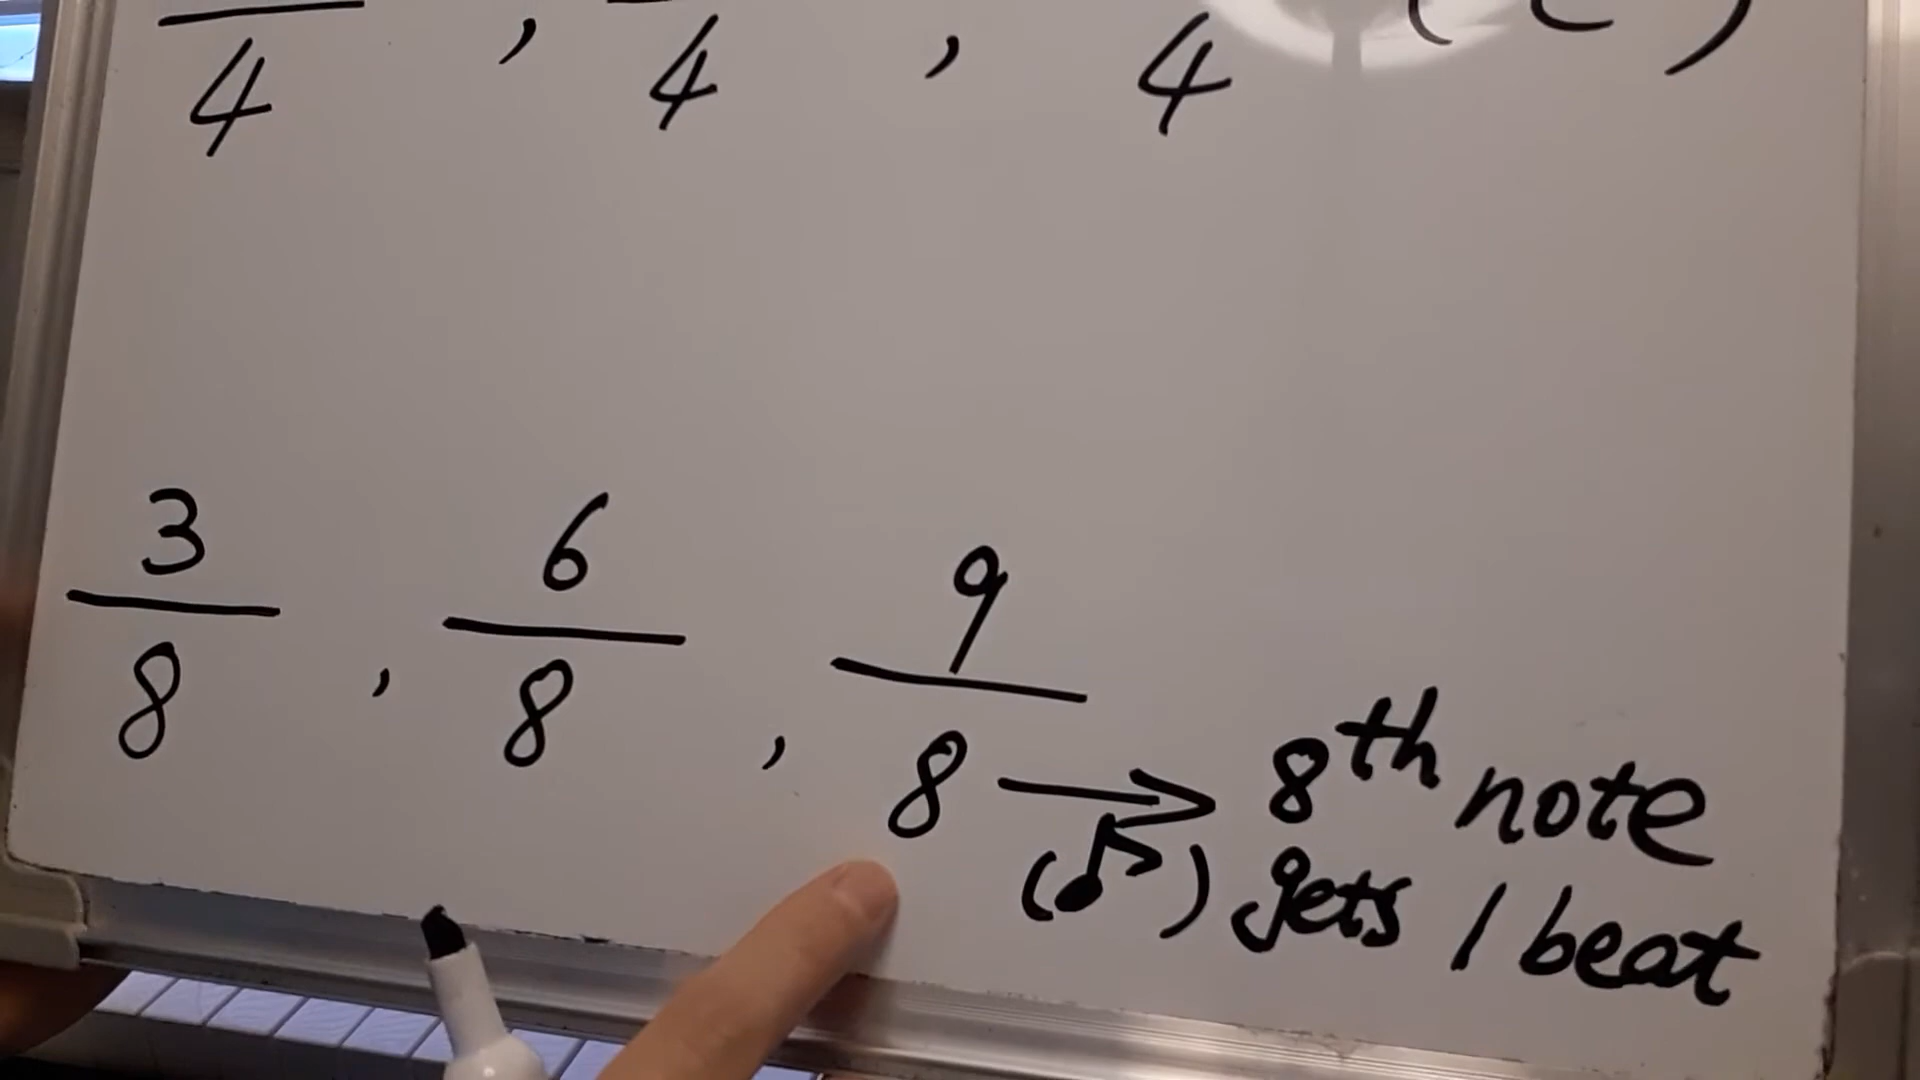 4 , 4 , 4 (C)
3 6 9
8 , 8 , 8 → 8th note
(♪) gets 1 beat